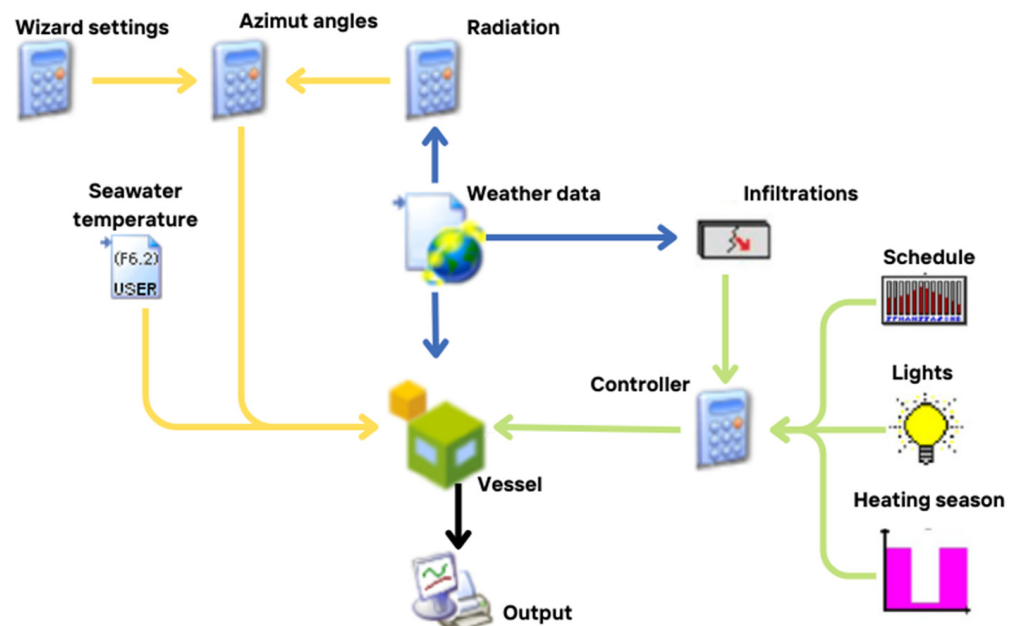 Wizard settings
Azimut angles
Radiation
Seawater
temperature
Weather data
Infiltrations
(F6.2)
USER
Schedule
Controller
Lights
Vessel
Heating season
Output